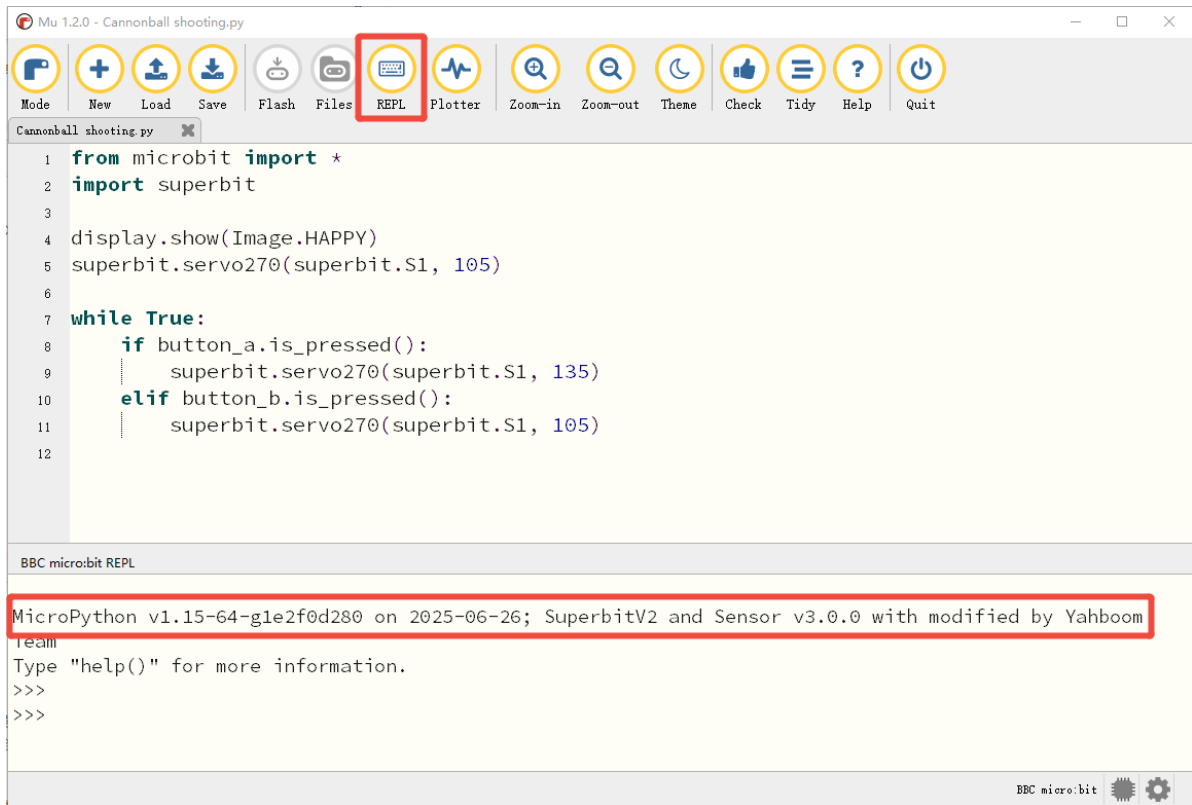 Mu 1.2.0 - Cannonball shooting.py
Mode New Load Save Flash Files REPL Plotter Zoom-in Zoom-out Theme Check Tidy Help Quit
Cannonball shooting.py
1 from microbit import *
2 import superbit
3
4 display.show(Image.HAPPY)
5 superbit.servo270(superbit.S1, 105)
6
7 while True:
8 if button_a.is_pressed():
9 superbit.servo270(superbit.S1, 135)
10 elif button_b.is_pressed():
11 superbit.servo270(superbit.S1, 105)
12
BBC micro:bit REPL
MicroPython v1.15-64-g1e2f0d280 on 2025-06-26; SuperbitV2 and Sensor v3.0.0 with modified by Yahboom
Team
Type "help()" for more information.
>>>
>>>
BBC micro:bit